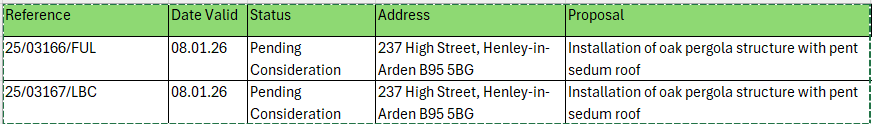 Reference Date Valid Status Address Proposal
25/03166/FUL 08.01.26 Pending 237 High Street, Henley-in- Installation of oak pergola structure with pent
Consideration Arden B95 5BG sedum roof
25/03167/LBC 08.01.26 Pending 237 High Street, Henley-in- Installation of oak pergola structure with pent
Consideration Arden B95 5BG sedum roof